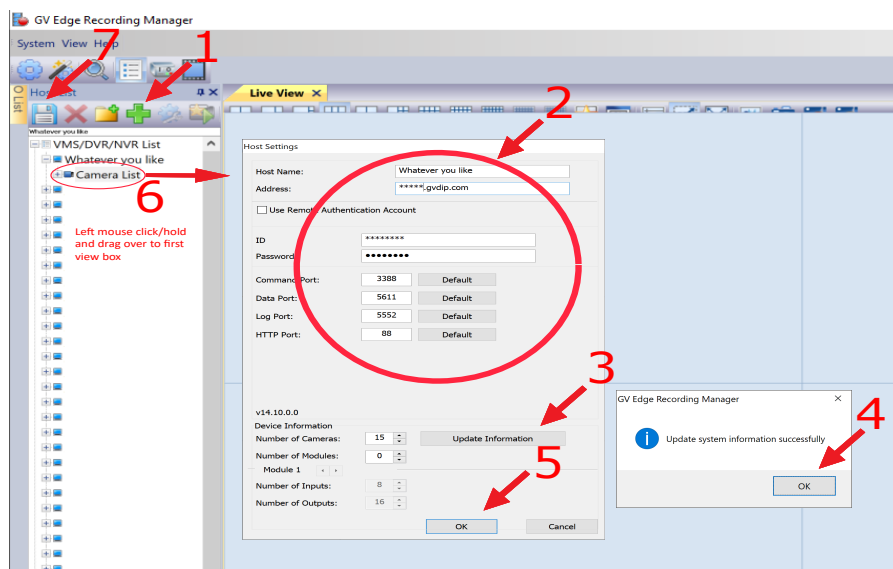 GV Edge Recording Manager
System View Help
7
1
Host List
O List
Live View ×
Whatever you like
VMS/DVR/NVR List
Whatever you like
Camera List
6
Left mouse click/hold
and drag over to first
view box
2
Host Settings
Host Name: Whatever you like
Address: *****.gvdip.com
Use Remote Authentication Account
ID ********
Password: ••••••••
Command Port: 3388 Default
Data Port: 5611 Default
Log Port: 5552 Default
HTTP Port: 88 Default
3
v14.10.0.0
Device Information
Number of Cameras: 15 Update Information
Number of Modules: 0
Module 1
Number of Inputs: 8
Number of Outputs: 16
5
OK Cancel
GV Edge Recording Manager
4
Update system information successfully
OK